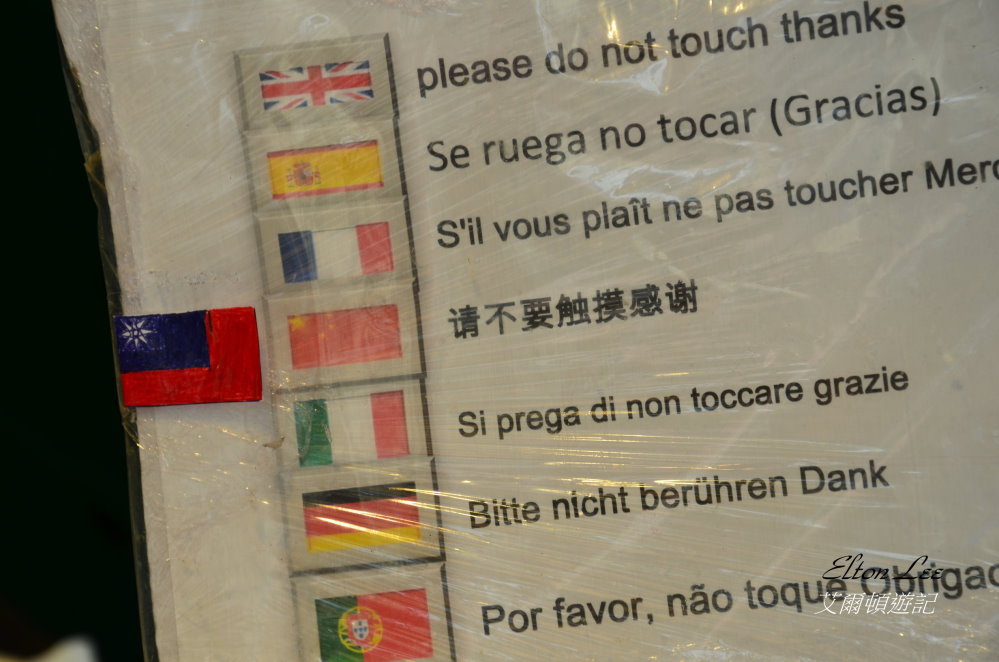 please do not touch thanks
Se ruega no tocar (Gracias)
S'il vous plaît ne pas toucher Merc
请不要触摸感谢
Si prega di non toccare grazie
Bitte nicht berühren Dank
Por favor, não toque Obrigad
Elton Lee
艾爾頓遊記